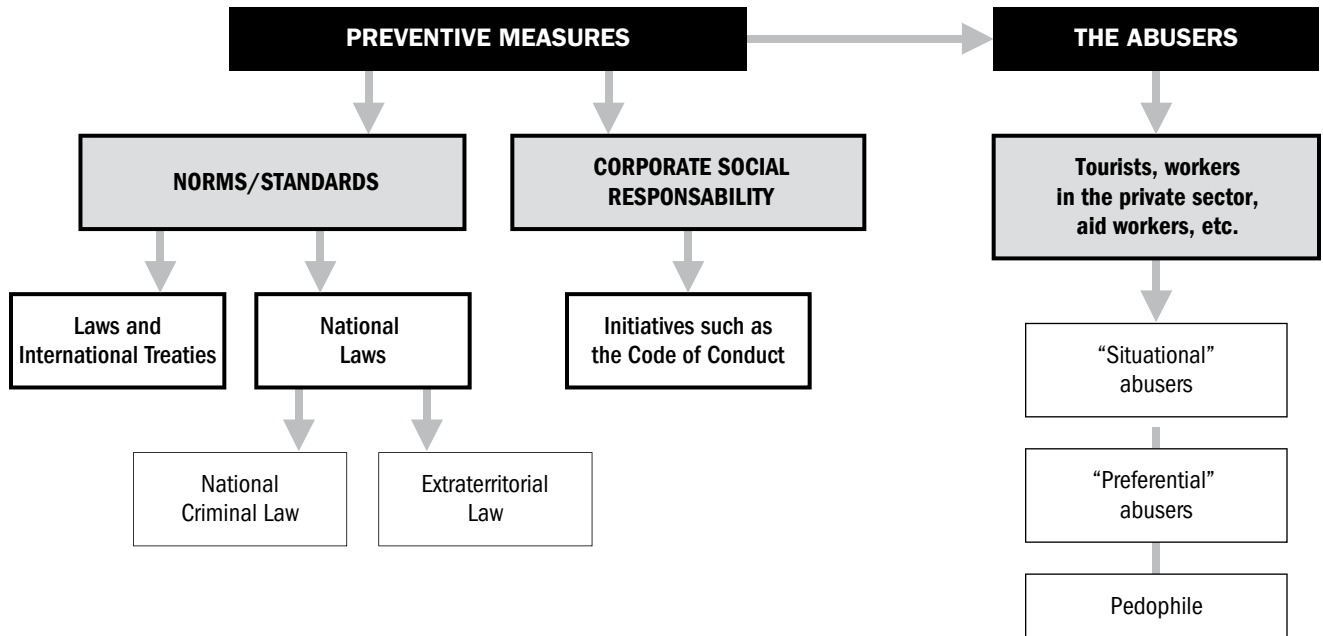 PREVENTIVE MEASURES
THE ABUSERS
NORMS/STANDARDS
CORPORATE SOCIAL
RESPONSABILITY
Tourists, workers
in the private sector,
aid workers, etc.
Laws and
International Treaties
National
Laws
Initiatives such as
the Code of Conduct
“Situational”
abusers
National
Criminal Law
Extraterritorial
Law
“Preferential”
abusers
Pedophile